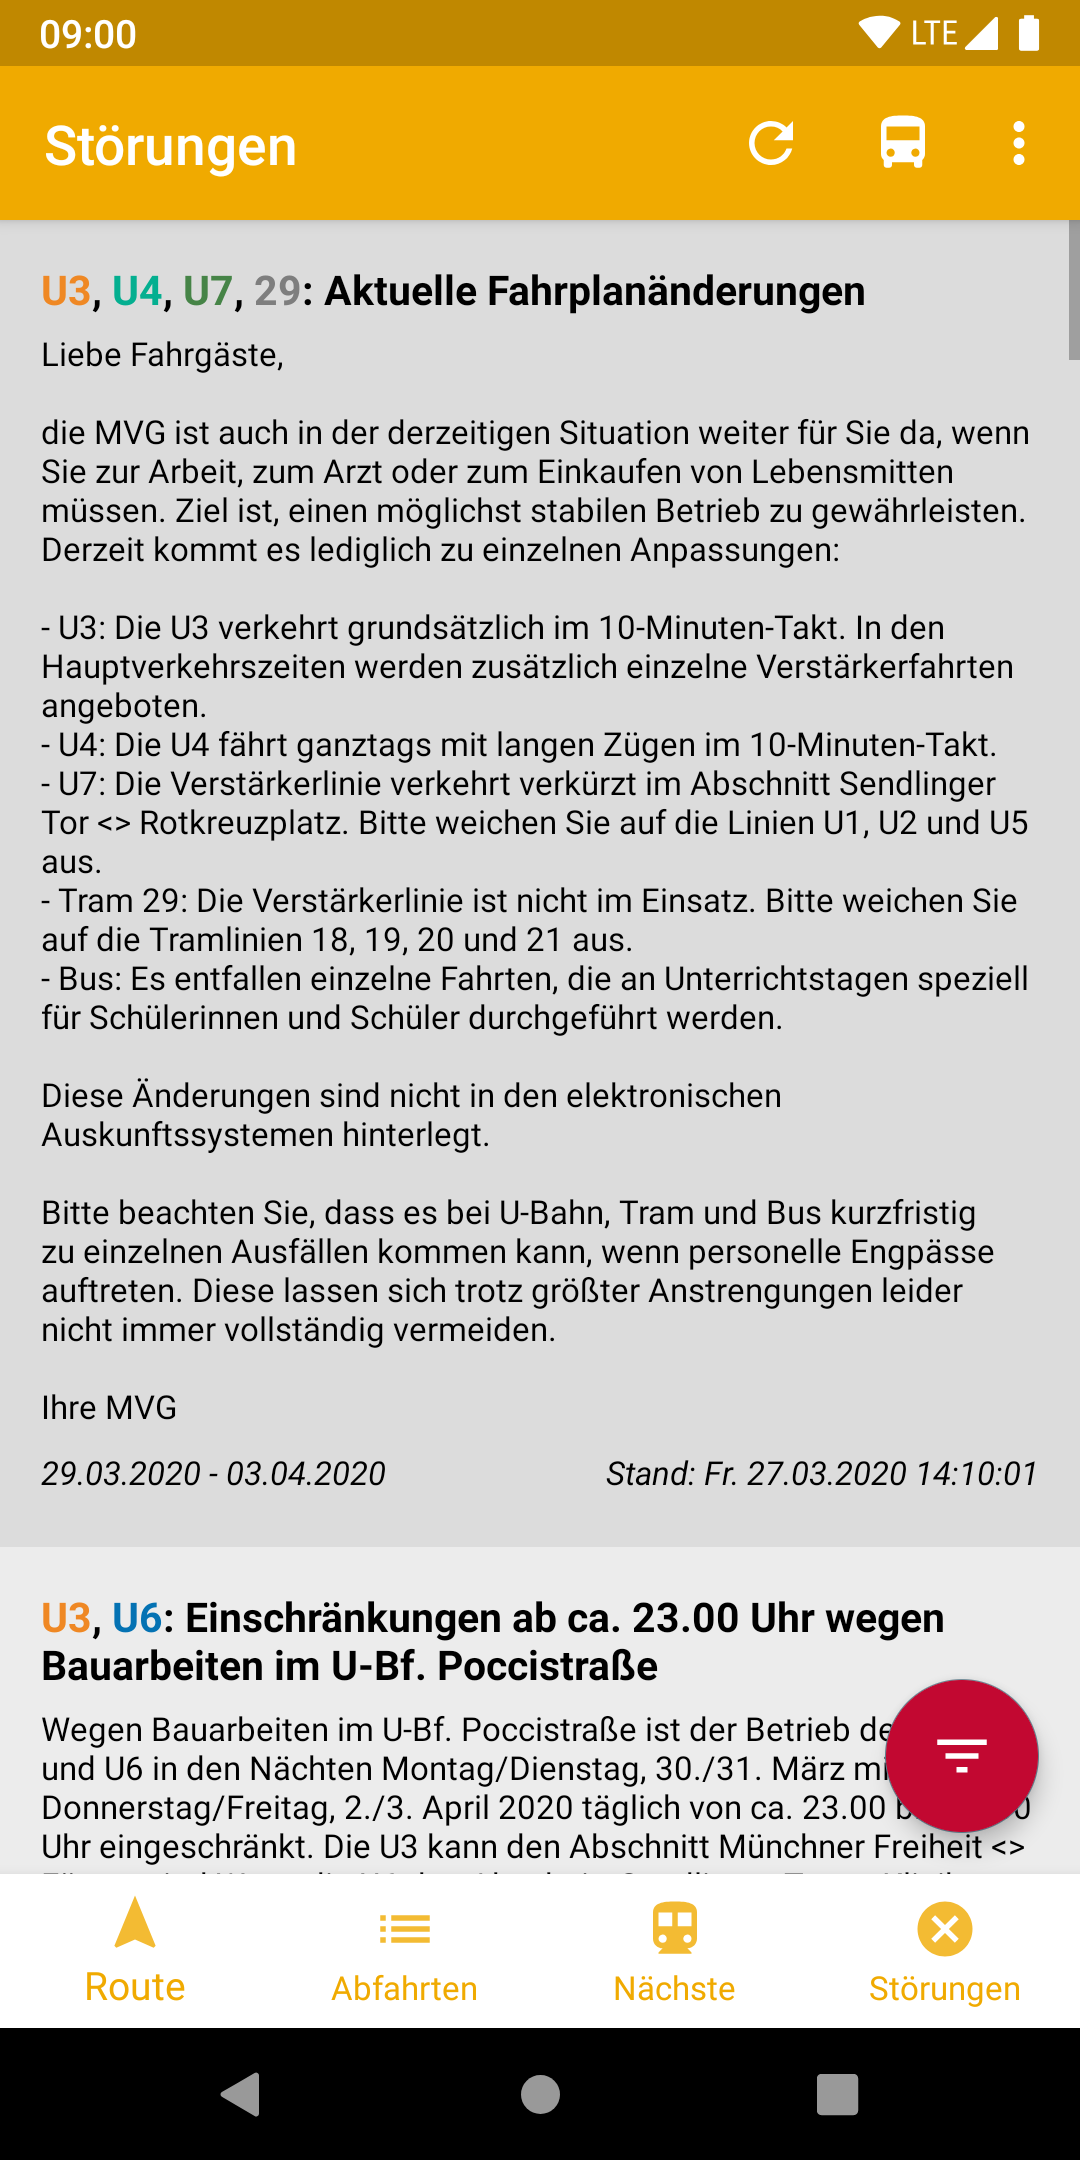 09:00
LTE
Störungen
U3, U4, U7, 29: Aktuelle Fahrplanänderungen
Liebe Fahrgäste,
die MVG ist auch in der derzeitigen Situation weiter für Sie da, wenn
Sie zur Arbeit, zum Arzt oder zum Einkaufen von Lebensmitten
müssen. Ziel ist, einen möglichst stabilen Betrieb zu gewährleisten.
Derzeit kommt es lediglich zu einzelnen Anpassungen:
- U3: Die U3 verkehrt grundsätzlich im 10-Minuten-Takt. In den
Hauptverkehrszeiten werden zusätzlich einzelne Verstärkerfahrten
angeboten.
- U4: Die U4 fährt ganztags mit langen Zügen im 10-Minuten-Takt.
- U7: Die Verstärkerlinie verkehrt verkürzt im Abschnitt Sendlinger
Tor <> Rotkreuzplatz. Bitte weichen Sie auf die Linien U1, U2 und U5
aus.
- Tram 29: Die Verstärkerlinie ist nicht im Einsatz. Bitte weichen Sie
auf die Tramlinien 18, 19, 20 und 21 aus.
- Bus: Es entfallen einzelne Fahrten, die an Unterrichtstagen speziell
für Schülerinnen und Schüler durchgeführt werden.
Diese Änderungen sind nicht in den elektronischen
Auskunftssystemen hinterlegt.
Bitte beachten Sie, dass es bei U-Bahn, Tram und Bus kurzfristig
zu einzelnen Ausfällen kommen kann, wenn personelle Engpässe
auftreten. Diese lassen sich trotz größter Anstrengungen leider
nicht immer vollständig vermeiden.
Ihre MVG
29.03.2020 - 03.04.2020
Stand: Fr. 27.03.2020 14:10:01
U3, U6: Einschränkungen ab ca. 23.00 Uhr wegen
Bauarbeiten im U-Bf. Poccistraße
Wegen Bauarbeiten im U-Bf. Poccistraße ist der Betrieb
und U6 in den Nächten Montag/Dienstag, 30./31. März
Donnerstag/Freitag, 2./3. April 2020 täglich von ca. 23.00
Uhr eingeschränkt. Die U3 kann den Abschnitt Münchner Freiheit <>
Route
Abfahrten
Nächste
Störungen